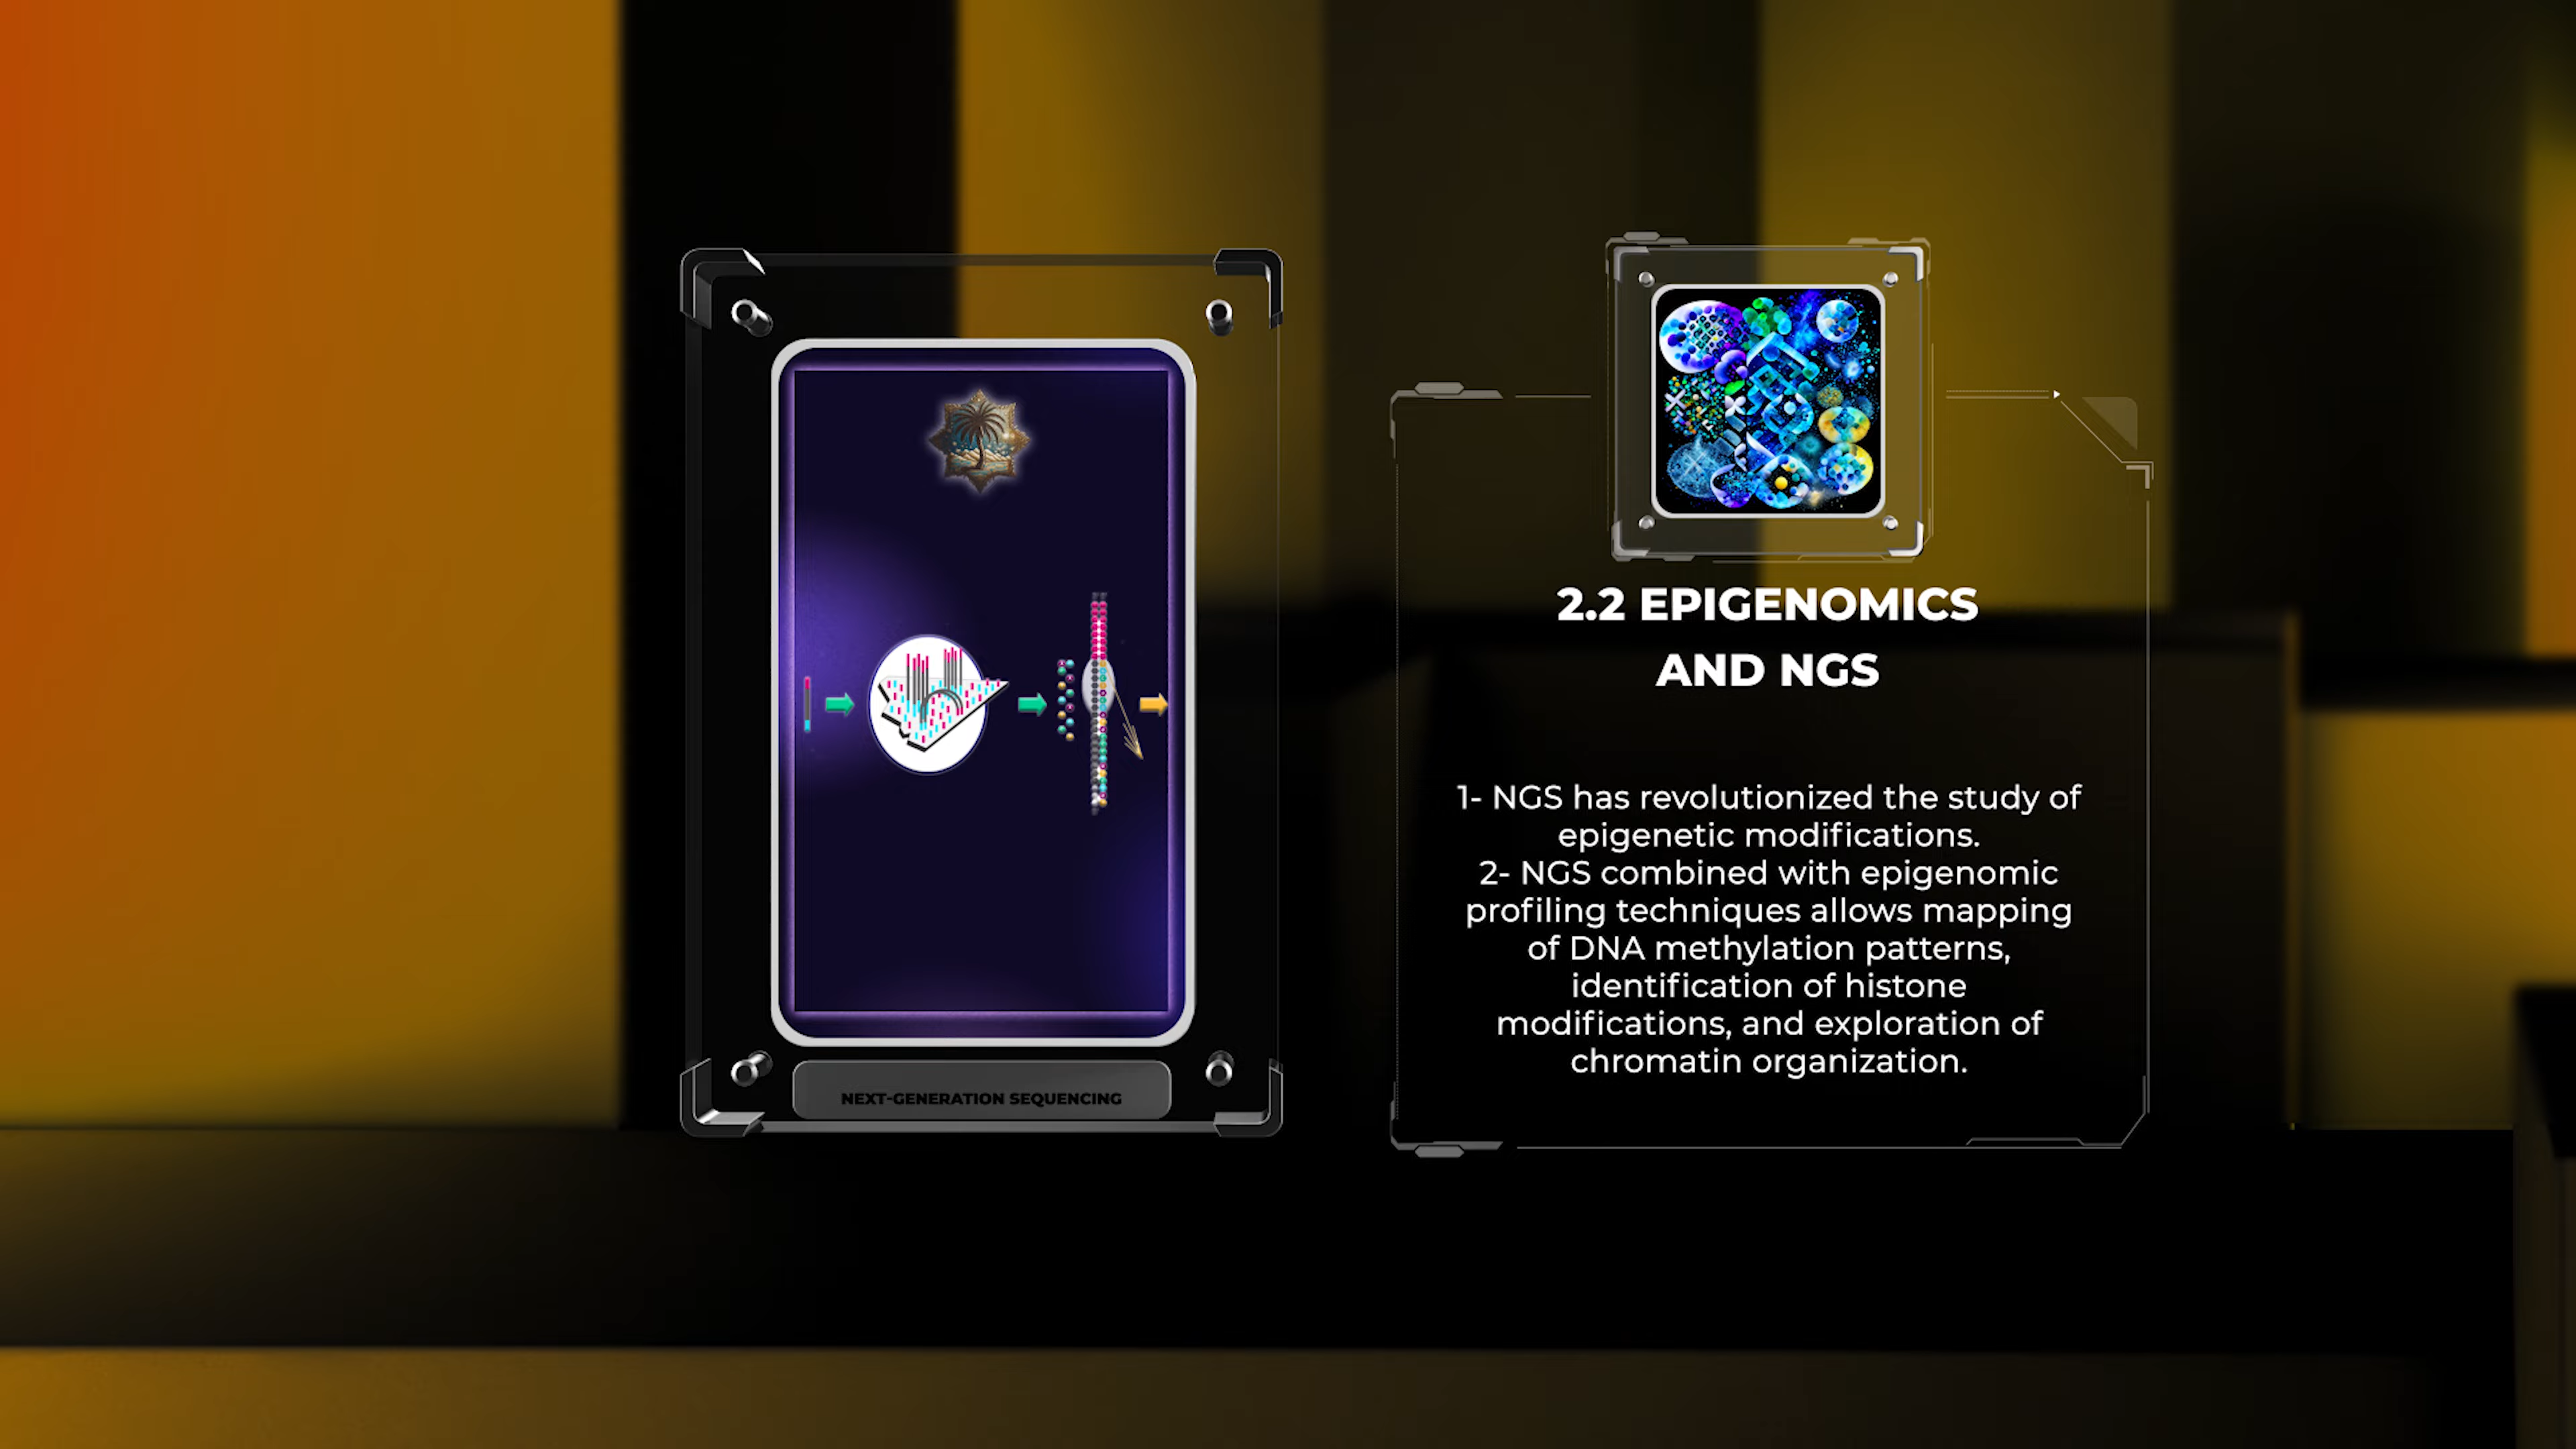 NEXT-GENERATION SEQUENCING
2.2 EPIGENOMICS
AND NGS
1- NGS has revolutionized the study of
epigenetic modifications.
2- NGS combined with epigenomic
profiling techniques allows mapping
of DNA methylation patterns,
identification of histone
modifications, and exploration of
chromatin organization.